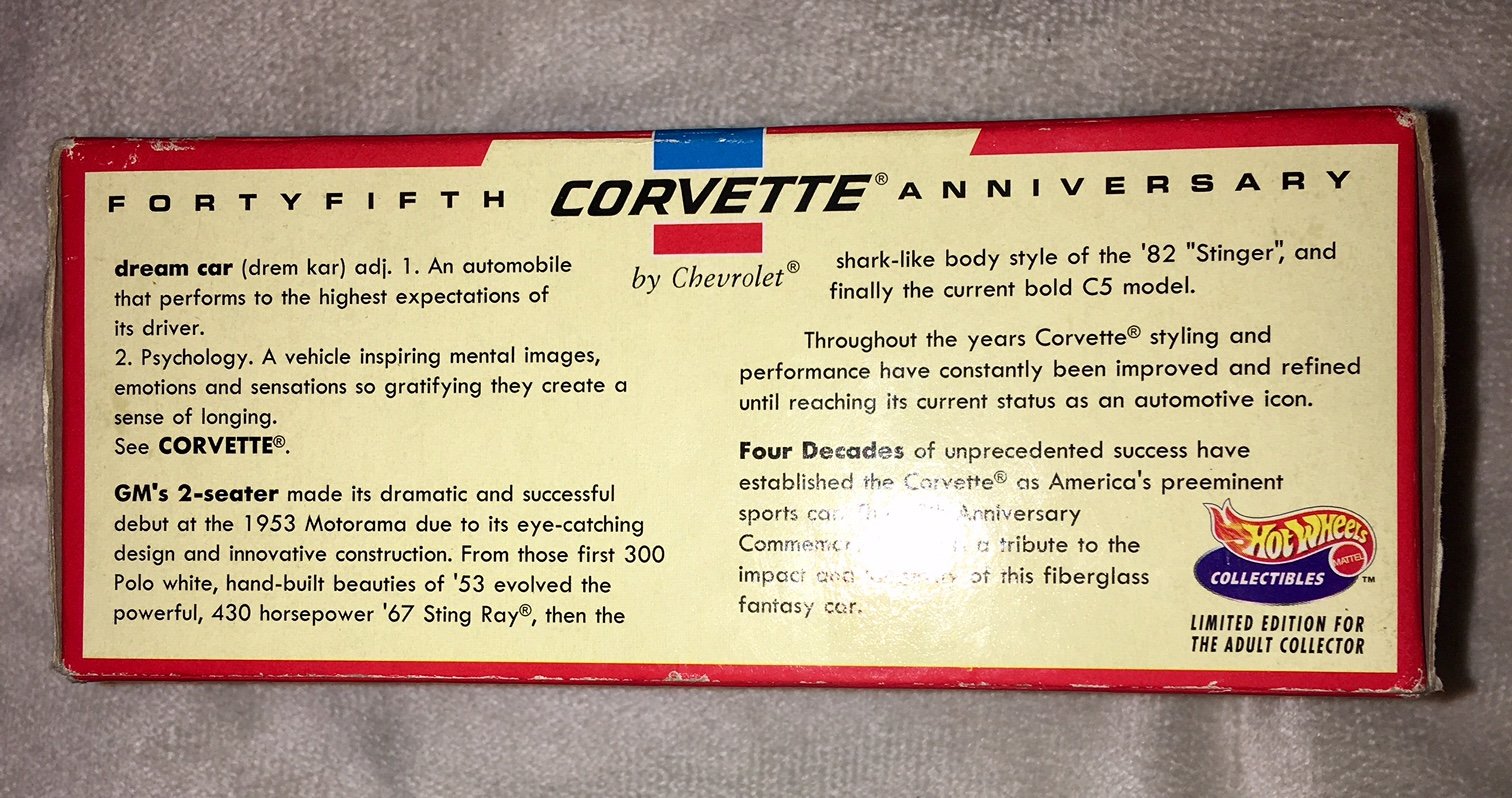 FORTYFIFTH CORVETTE® ANNIVERSARY
by Chevrolet®
dream car (drem kar) adj. 1. An automobile
that performs to the highest expectations of
its driver.
2. Psychology. A vehicle inspiring mental images,
emotions and sensations so gratifying they create a
sense of longing.
See CORVETTE®.
GM's 2-seater made its dramatic and successful
debut at the 1953 Motorama due to its eye-catching
design and innovative construction. From those first 300
Polo white, hand-built beauties of '53 evolved the
powerful, 430 horsepower '67 Sting Ray®, then the
shark-like body style of the '82 "Stinger", and
finally the current bold C5 model.
Throughout the years Corvette® styling and
performance have constantly been improved and refined
until reaching its current status as an automotive icon.
Four Decades of unprecedented success have
established the Corvette® as America's preeminent
sports car. Anniversary
a tribute to the
impact and of this fiberglass
fantasy car.
HOT WHEELS
MATTEL
COLLECTIBLES ™
LIMITED EDITION FOR
THE ADULT COLLECTOR